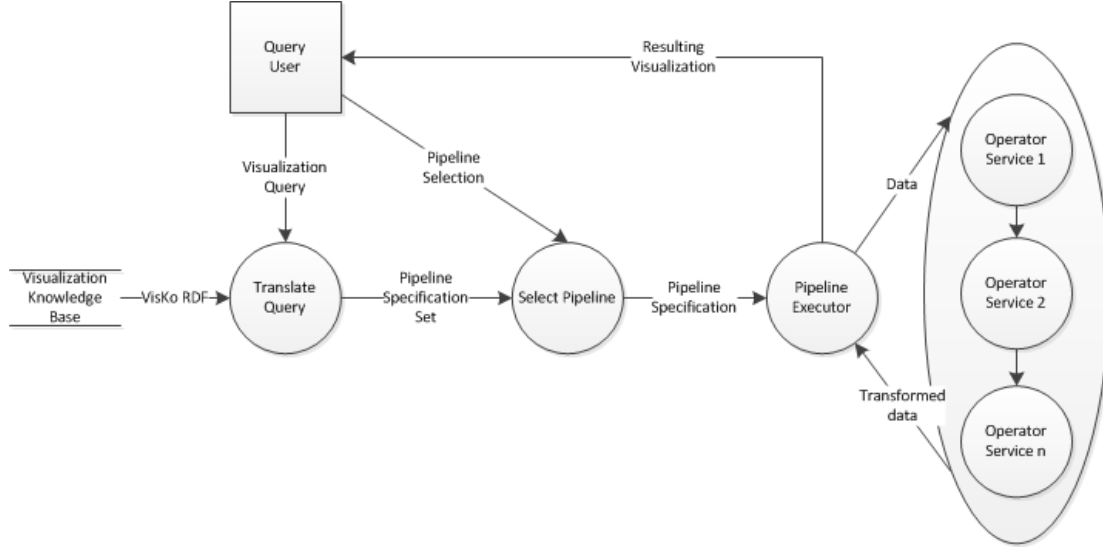 Query
User
Resulting
Visualization
Operator
Service 1
Visualization
Query
Pipeline
Selection
Data
Visualization
Knowledge
Base
VisKo RDF
Translate
Query
Pipeline
Specification
Set
Select Pipeline
Pipeline
Specification
Pipeline
Executor
Operator
Service 2
Transformed
data
Operator
Service n